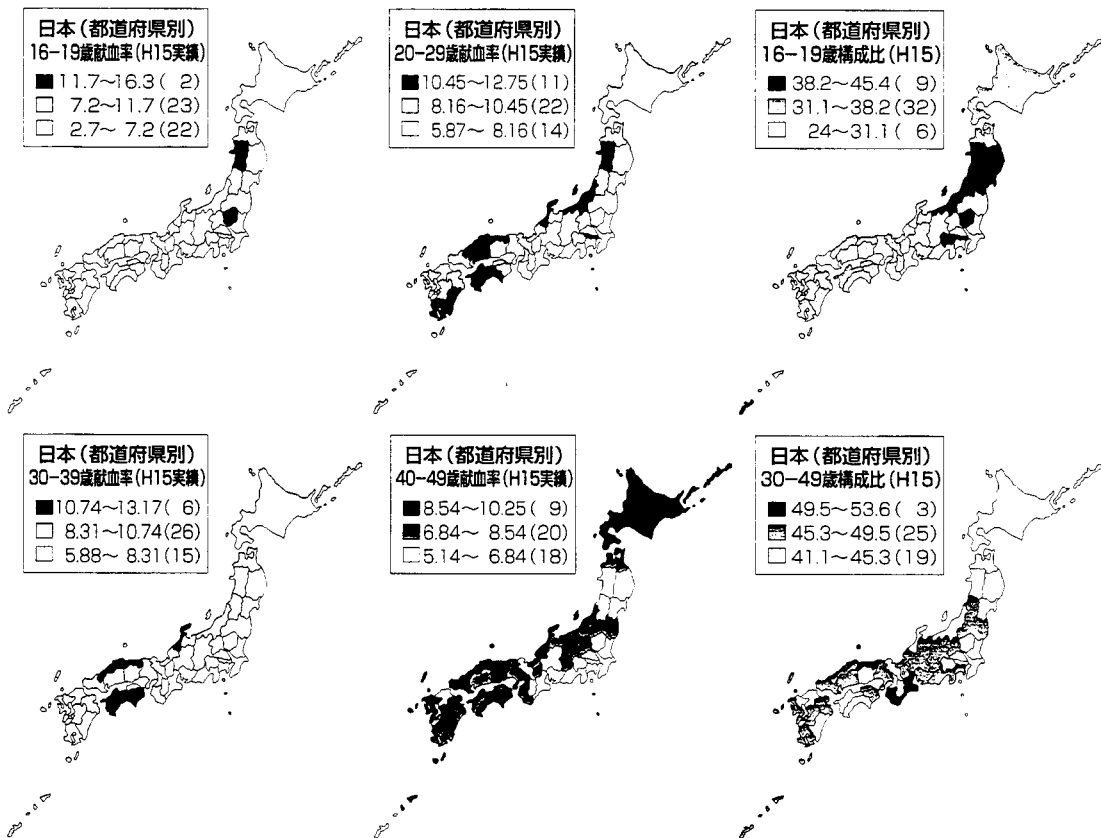 日本(都道府県別)
16-19歳献血率(H15実績)
11.7~16.3( 2)
7.2~11.7(23)
2.7~ 7.2(22)
日本(都道府県別)
20-29歳献血率(H15実績)
10.45~12.75(11)
8.16~10.45(22)
5.87~ 8.16(14)
日本(都道府県別)
16-19歳構成比(H15)
38.2~45.4( 9)
31.1~38.2(32)
24~31.1( 6)
日本(都道府県別)
30-39歳献血率(H15実績)
10.74~13.17( 6)
8.31~10.74(26)
5.88~ 8.31(15)
日本(都道府県別)
40-49歳献血率(H15実績)
8.54~10.25( 9)
6.84~ 8.54(20)
5.14~ 6.84(18)
日本(都道府県別)
30-49歳構成比(H15)
49.5~53.6( 3)
45.3~49.5(25)
41.1~45.3(19)